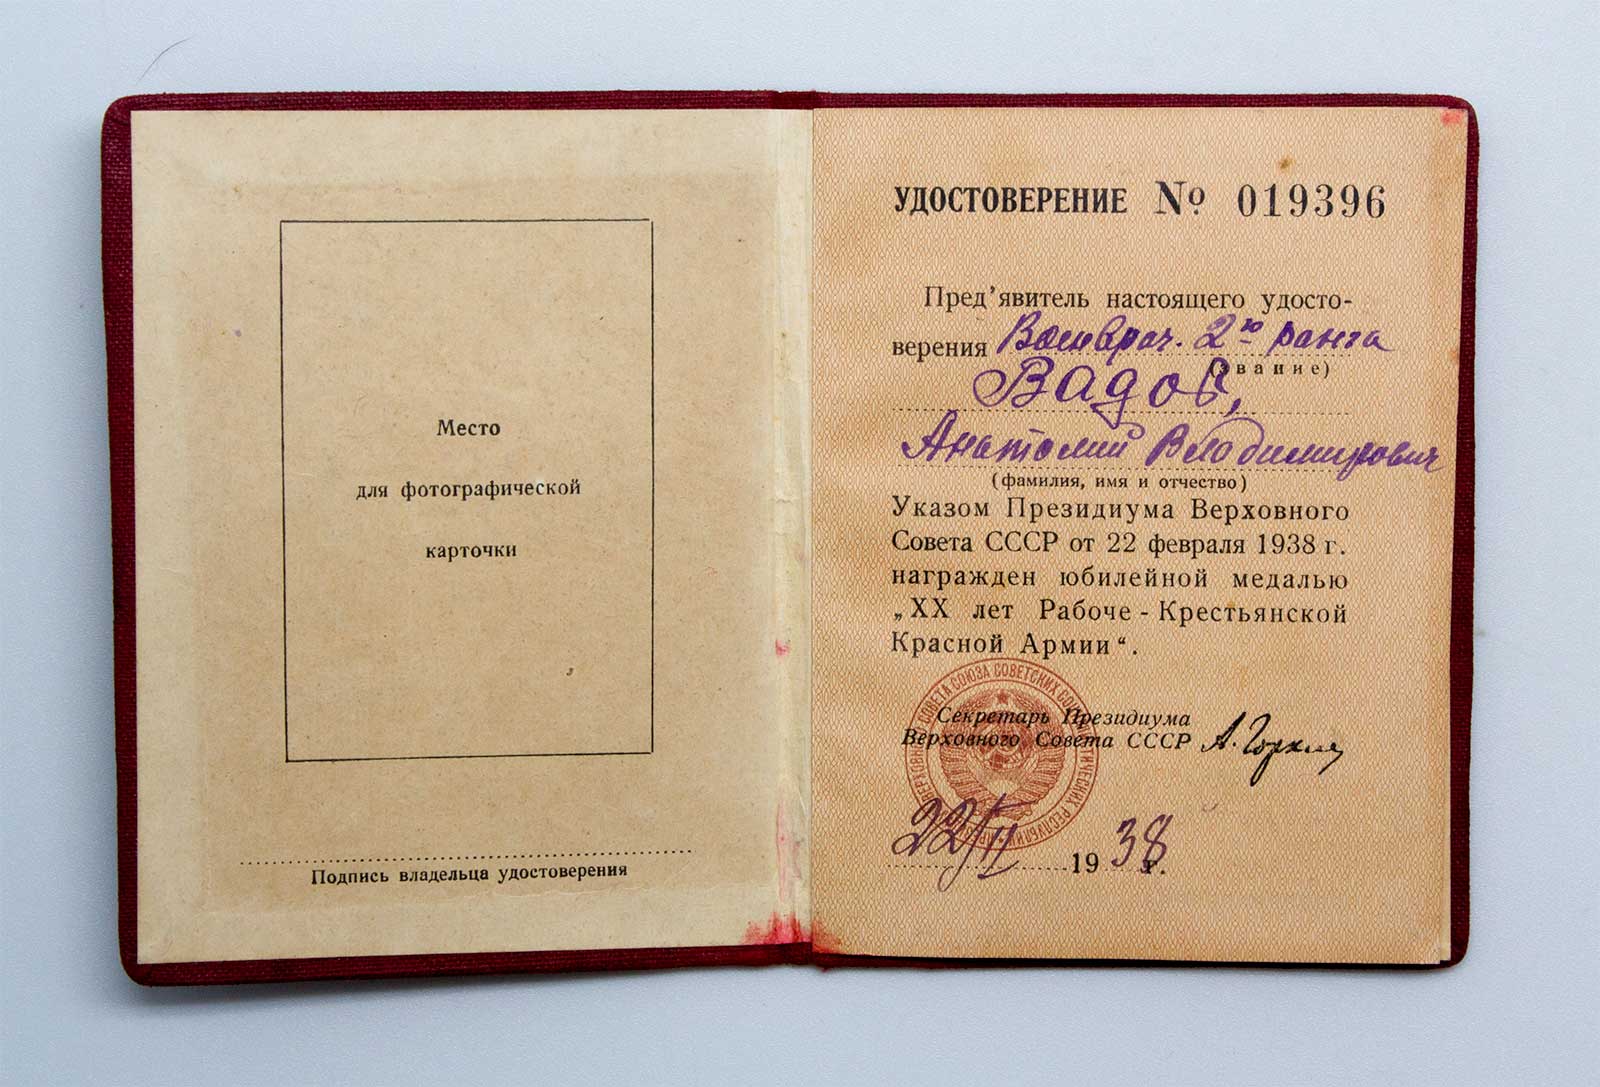 Место
для фотографической
карточки
Подпись владельца удостоверения
УДОСТОВЕРЕНИЕ № 019396
Пред'явитель настоящего удосто-
верения Военврач. 2го ранга
(звание)
Вадов,
Анатолий Владимирович
(фамилия, имя и отчество)
Указом Президиума Верховного
Совета СССР от 22 февраля 1938 г.
награжден юбилейной медалью
„XX лет Рабоче-Крестьянской
Красной Армии“.
Секретарь Президиума
Верховного Совета СССР А. Горкин
22/II 1938 г.